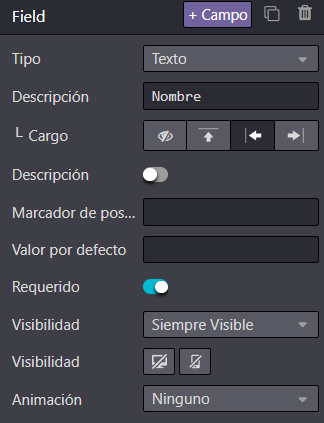 Field + Campo
Tipo Texto
Descripción Nombre
└ Cargo
Descripción
Marcador de pos...
Valor por defecto
Requerido
Visibilidad Siempre Visible
Visibilidad
Animación Ninguno